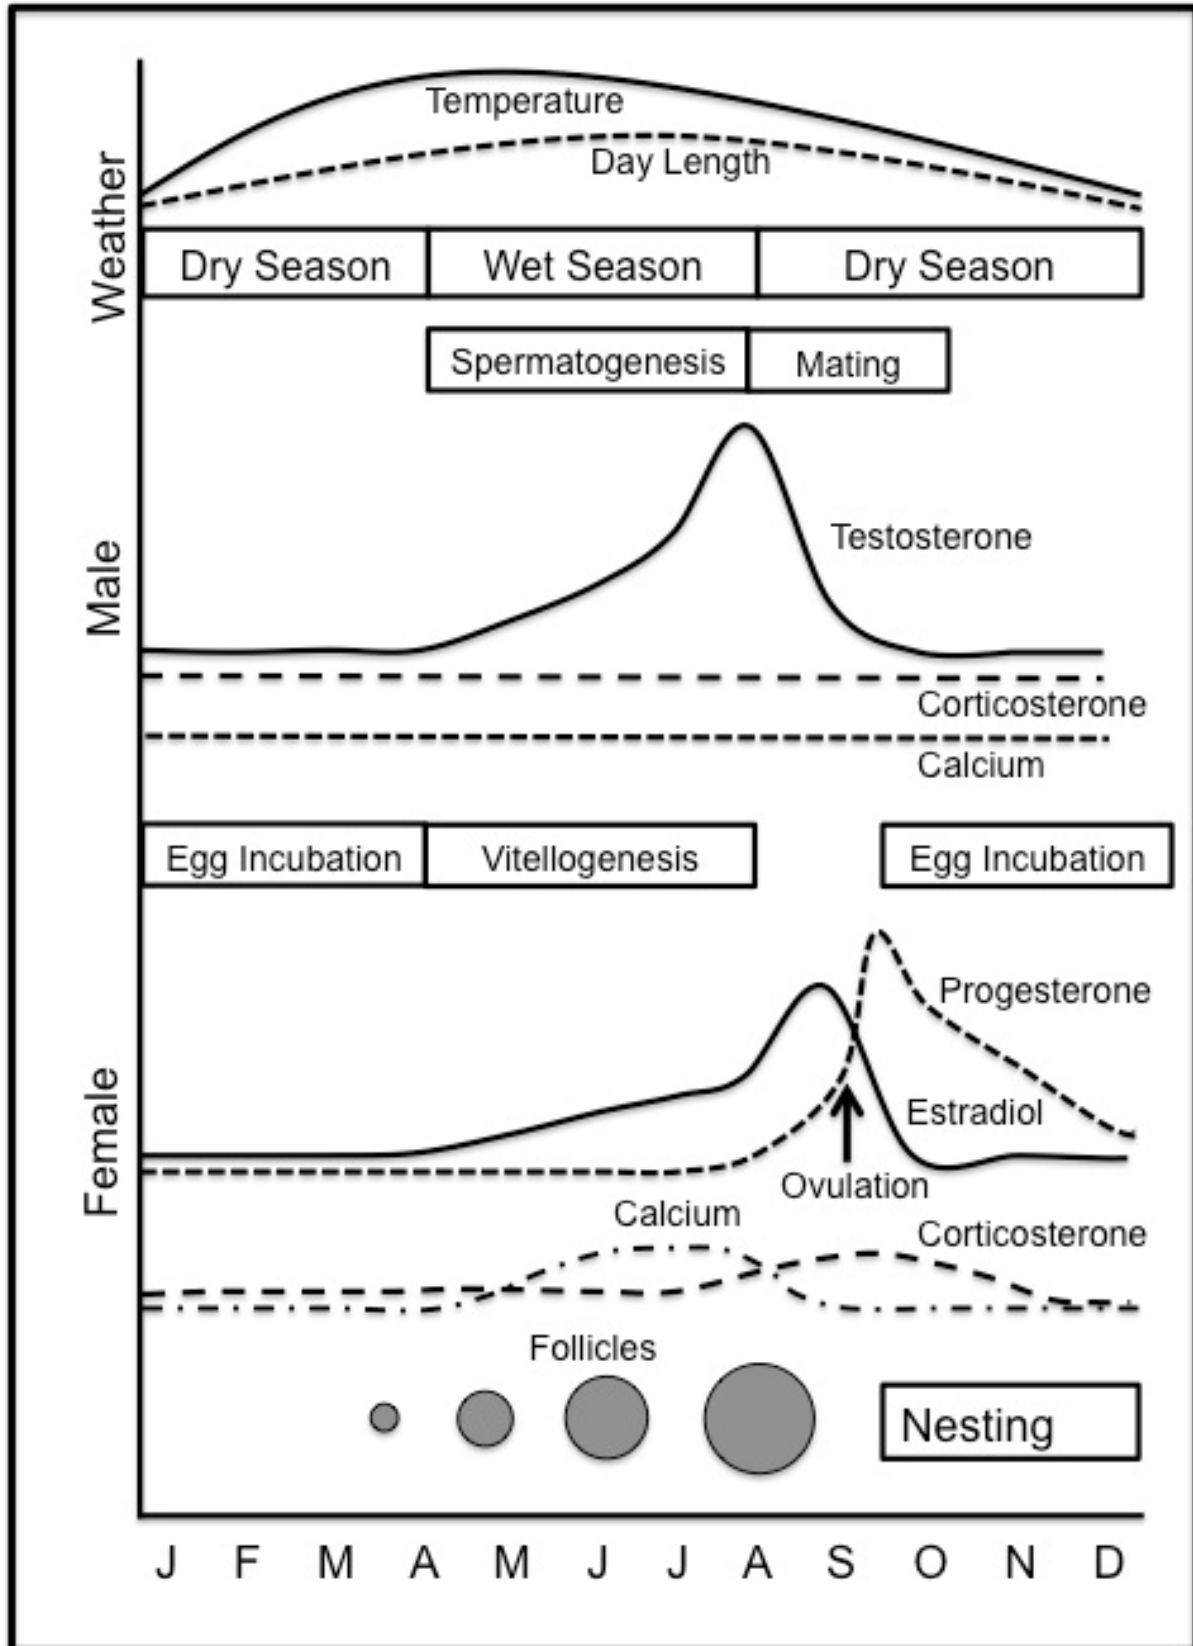 Weather
Temperature
Day Length
Dry Season Wet Season Dry Season
Spermatogenesis Mating
Male
Testosterone
Corticosterone
Calcium
Egg Incubation Vitellogenesis Egg Incubation
Female
Progesterone
Estradiol
Ovulation
Calcium
Corticosterone
Follicles
Nesting
J F M A M J J A S O N D